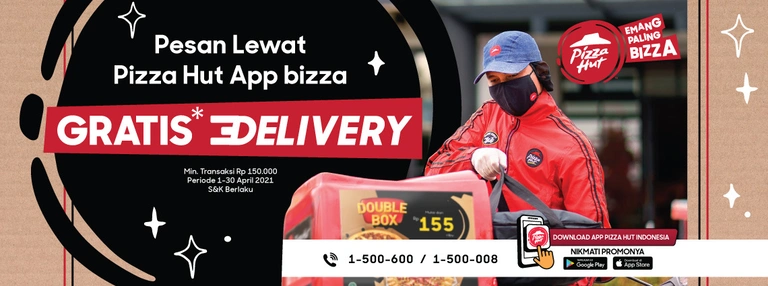 Pesan Lewat
Pizza Hut App bizza
GRATIS* DELIVERY
Min. Transaksi Rp 150.000
Periode 1-30 April 2021
S&K Berlaku
Pizza
Hut
EMANG
PALING
BIZZA
DOUBLE
BOX
155
1-500-600 / 1-500-008
DOWNLOAD APP PIZZA HUT INDONESIA
NIKMATI PROMONYA
Google Play
App Store